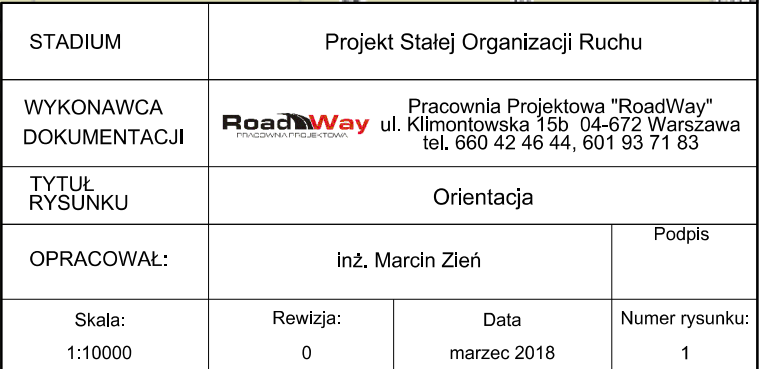 STADIUM
Projekt Stałej Organizacji Ruchu
WYKONAWCA
DOKUMENTACJI
RoadWay
PRACOWNIA PROJEKTOWA
Pracownia Projektowa "RoadWay"
ul. Klimontowska 15b 04-672 Warszawa
tel. 660 42 46 44, 601 93 71 83
TYTUŁ
RYSUNKU
Orientacja
OPRACOWAŁ:
inż. Marcin Zień
Podpis
Skala:
1:10000
Rewizja:
0
Data
marzec 2018
Numer rysunku:
1